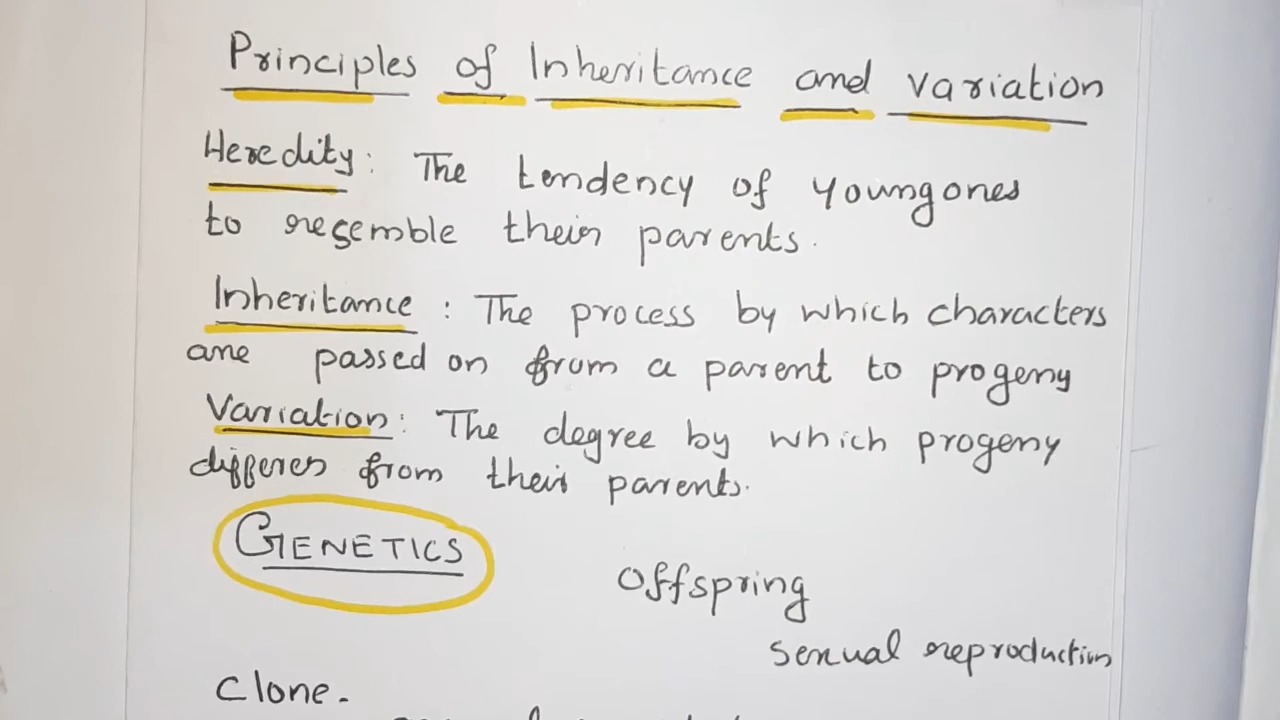 Principles of Inheritance and variation
Heredity: The tendency of youngones
to resemble their parents.
Inheritance : The process by which characters
are passed on from a parent to progeny
Variation: The degree by which progeny
differes from their parents.
GENETICS
Offspring
sexual reproduction
Clone.